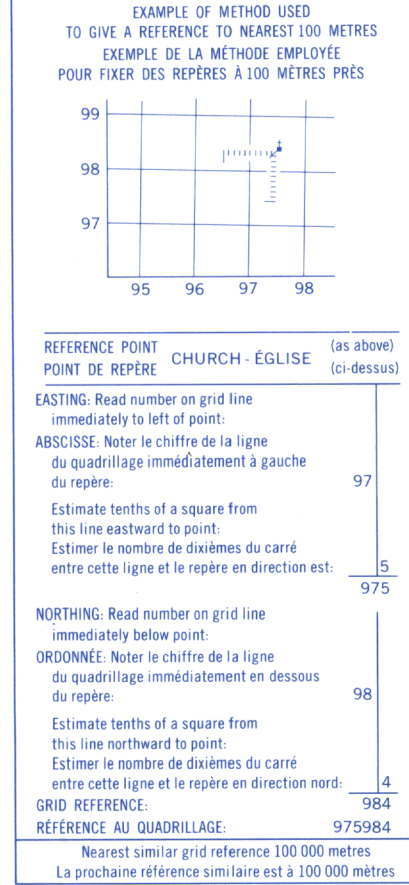 EXAMPLE OF METHOD USED
TO GIVE A REFERENCE TO NEAREST 100 METRES
EXEMPLE DE LA MÉTHODE EMPLOYÉE
POUR FIXER DES REPÈRES À 100 MÈTRES PRÈS
99
98
97
95 96 97 98
REFERENCE POINT
POINT DE REPÈRE
CHURCH - ÉGLISE
(as above)
(ci-dessus)
EASTING: Read number on grid line
immediately to left of point:
ABSCISSE: Noter le chiffre de la ligne
du quadrillage immédiatement à gauche
du repère: 97
Estimate tenths of a square from
this line eastward to point:
Estimer le nombre de dixièmes du carré
entre cette ligne et le repère en direction est: 5
975
NORTHING: Read number on grid line
immediately below point:
ORDONNÉE: Noter le chiffre de la ligne
du quadrillage immédiatement en dessous
du repère: 98
Estimate tenths of a square from
this line northward to point:
Estimer le nombre de dixièmes du carré
entre cette ligne et le repère en direction nord: 4
GRID REFERENCE: 984
RÉFÉRENCE AU QUADRILLAGE: 975984
Nearest similar grid reference 100 000 metres
La prochaine référence similaire est à 100 000 mètres